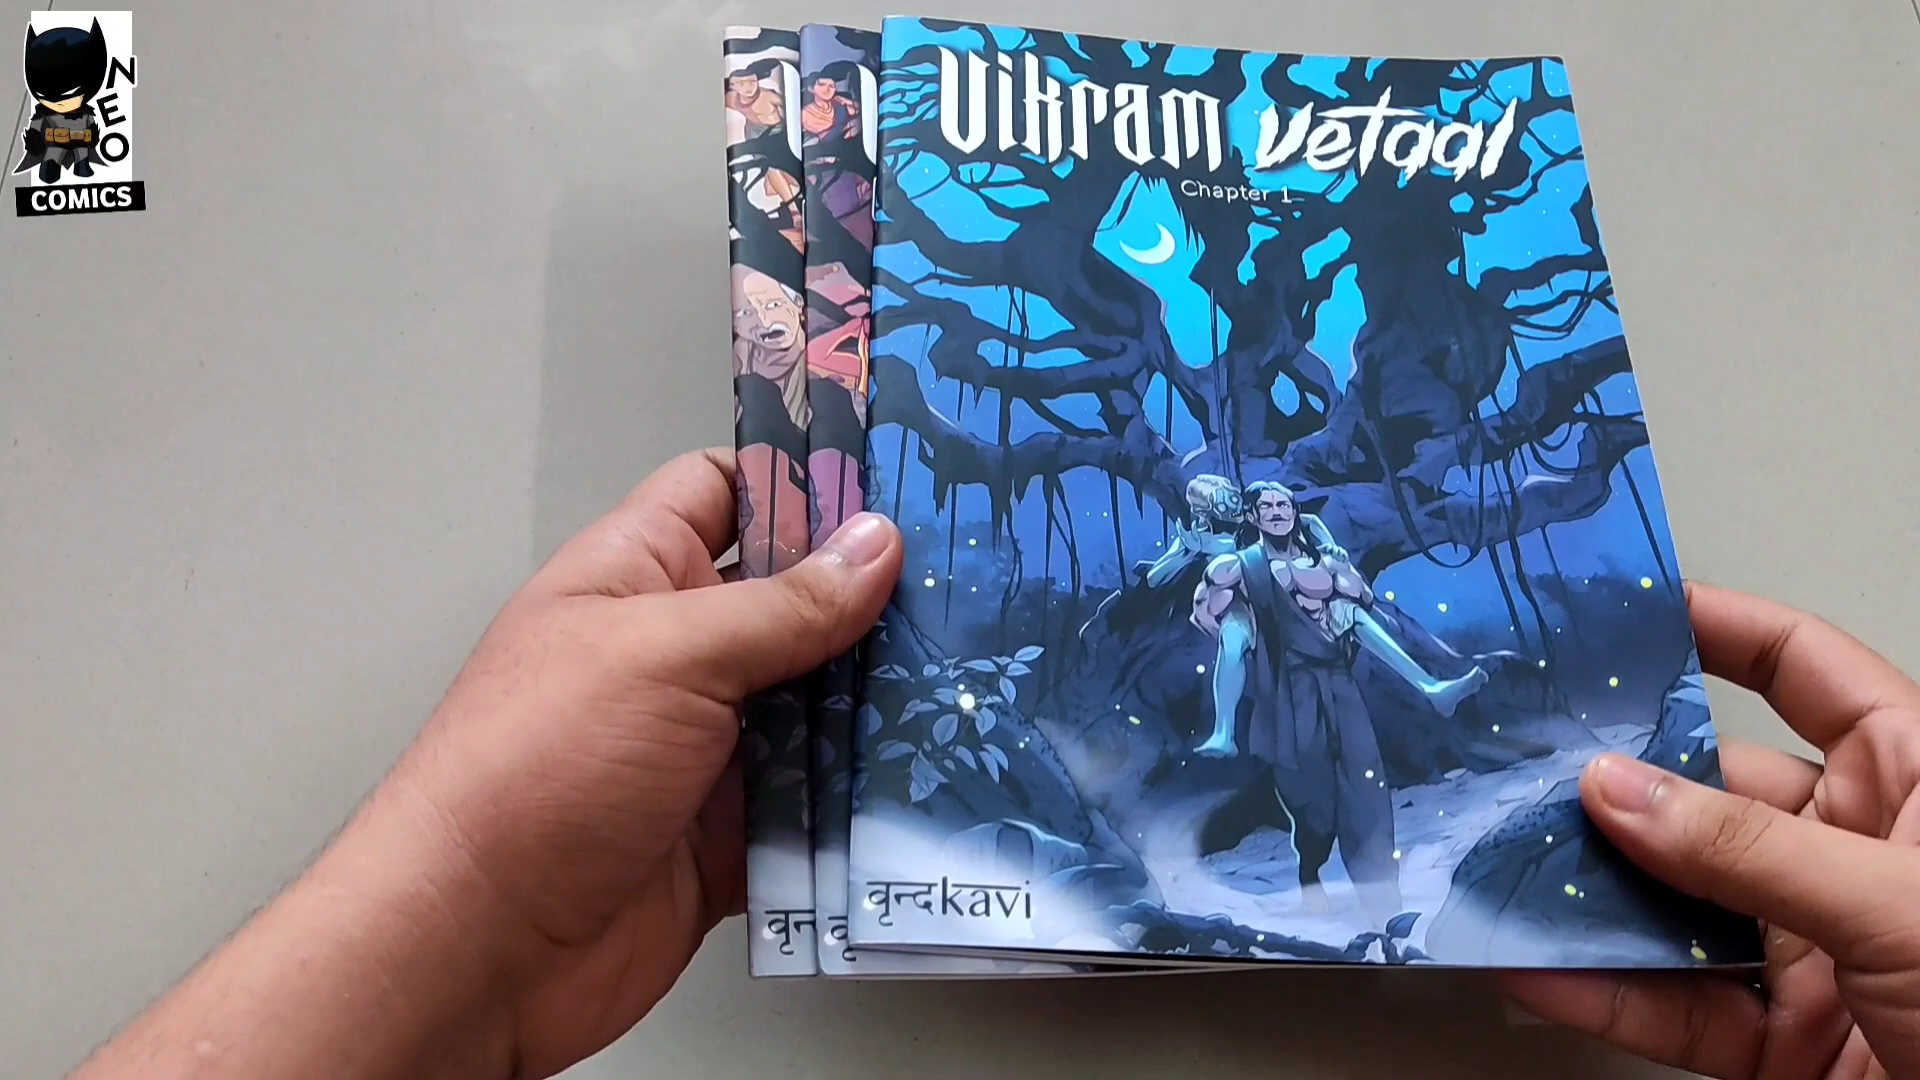 NEO
COMICS
Vikram Vetaal
Chapter 1
वृन्दkavi